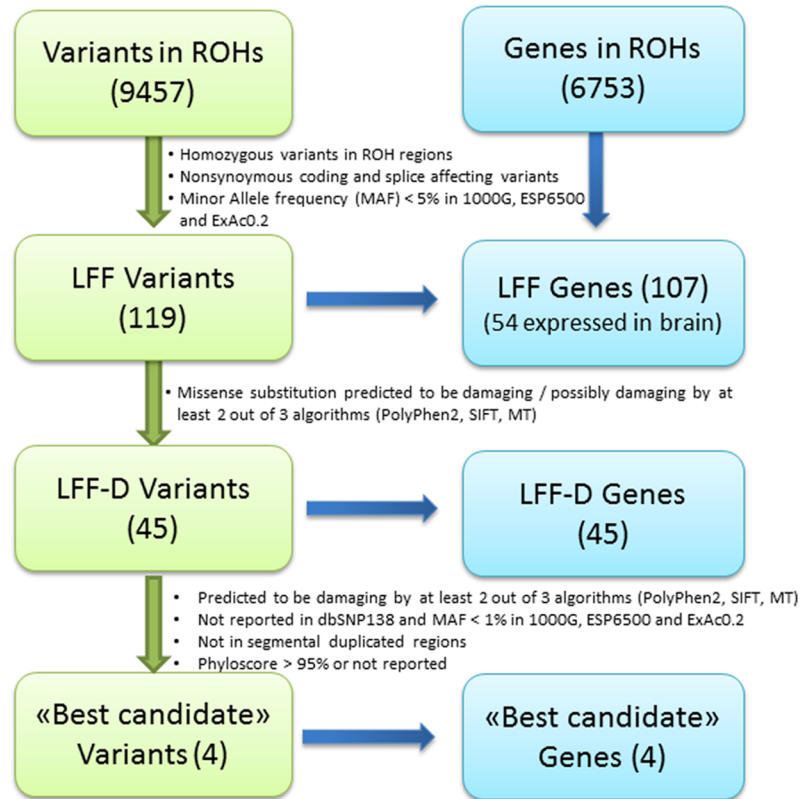 Variants in ROHs
(9457)
Genes in ROHs
(6753)
• Homozygous variants in ROH regions
• Nonsynoymous coding and splice affecting variants
• Minor Allele frequency (MAF) < 5% in 1000G, ESP6500
and ExAc0.2
LFF Variants
(119)
LFF Genes (107)
(54 expressed in brain)
• Missense substitution predicted to be damaging / possibly damaging by at
least 2 out of 3 algorithms (PolyPhen2, SIFT, MT)
LFF-D Variants
(45)
LFF-D Genes
(45)
• Predicted to be damaging by at least 2 out of 3 algorithms (PolyPhen2, SIFT, MT)
• Not reported in dbSNP138 and MAF < 1% in 1000G, ESP6500 and ExAc0.2
• Not in segmental duplicated regions
• Phyloscore > 95% or not reported
«Best candidate»
Variants (4)
«Best candidate»
Genes (4)